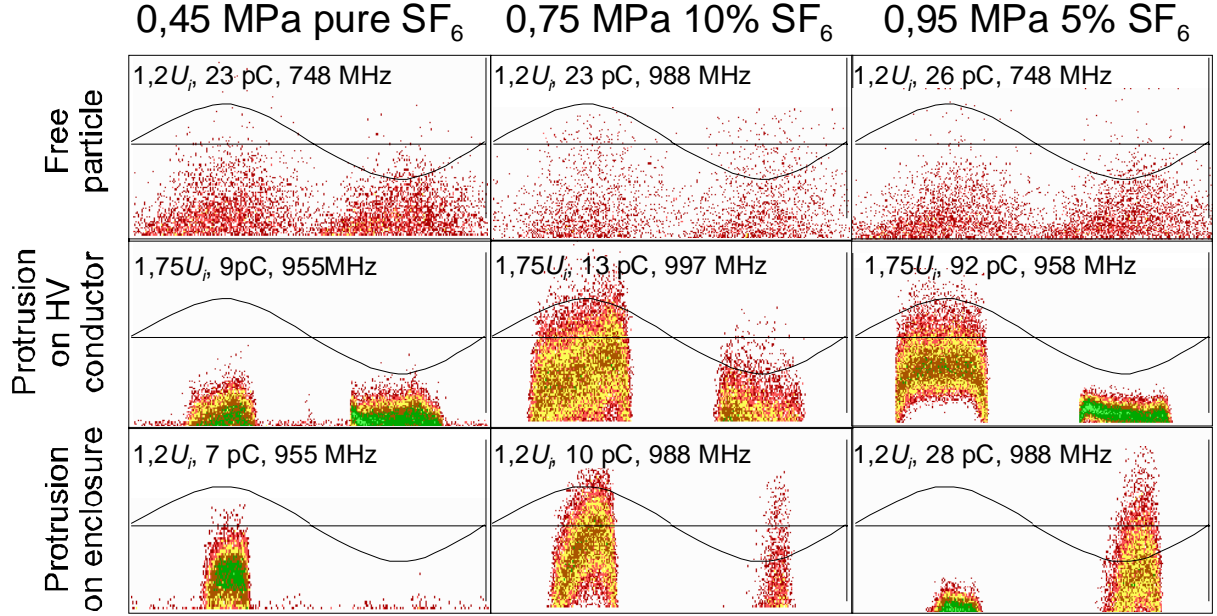 0,45 MPa pure SF₆ 0,75 MPa 10% SF₆ 0,95 MPa 5% SF₆
Free
particle
1,2Uᵢ, 23 pC, 748 MHz
1,2Uᵢ, 23 pC, 988 MHz
1,2Uᵢ, 26 pC, 748 MHz
Protrusion
on HV
conductor
1,75Uᵢ, 9pC, 955MHz
1,75Uᵢ, 13 pC, 997 MHz
1,75Uᵢ, 92 pC, 958 MHz
Protrusion
on enclosure
1,2Uᵢ, 7 pC, 955 MHz
1,2Uᵢ, 10 pC, 988 MHz
1,2Uᵢ, 28 pC, 988 MHz